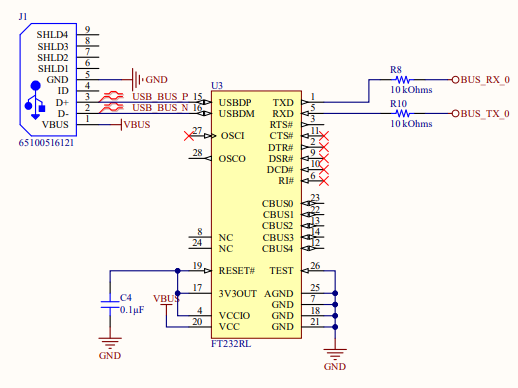 J1
SHLD4 9
SHLD3 8
SHLD2 7
SHLD1 6
GND 5 GND
ID 4
D+ 3 USB_BUS_P
D- 2 USB_BUS_N
VBUS 1 VBUS
65100516121
U3
15 USBDP TXD 1
16 USBDM RXD 5
RTS# 3
27 OSCI CTS# 11
DTR# 2
28 OSCO DSR# 9
DCD# 10
RI# 6
CBUS0 23
CBUS1 22
CBUS2 13
8 NC CBUS3 14
24 NC CBUS4 12
19 RESET# TEST 26
17 3V3OUT AGND 25
GND 7
4 VCCIO GND 18
20 VCC GND 21
FT232RL
R8
10 kOhms
BUS_RX_0
R10
10 kOhms
BUS_TX_0
C4
0.1µF
GND
VBUS
GND